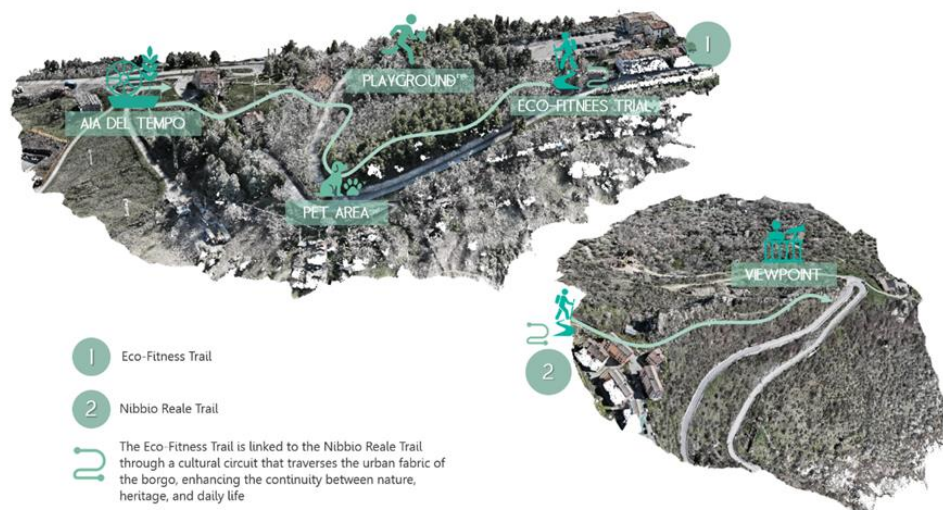 1
PLAYGROUND
ECO-FITNEES TRIAL
AIA DEL TEMPO
PET AREA
VIEWPOINT
2
1 Eco-Fitness Trail
2 Nibbio Reale Trail
The Eco-Fitness Trail is linked to the Nibbio Reale Trail
through a cultural circuit that traverses the urban fabric of
the borgo, enhancing the continuity between nature,
heritage, and daily life